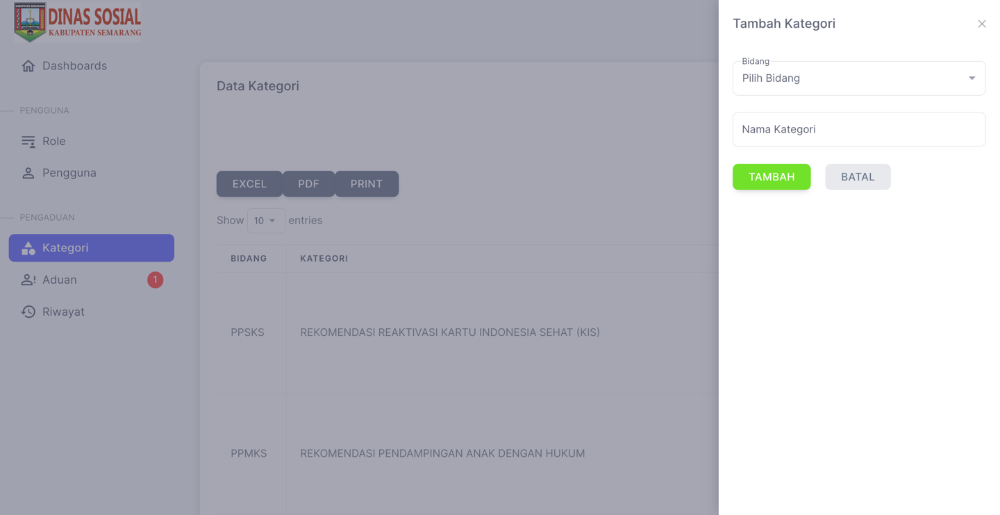 KABUPATEN SEMARANG
DINAS SOSIAL
KABUPATEN SEMARANG
Dashboards
PENGGUNA
Role
Pengguna
PENGADUAN
Kategori
Aduan 1
Riwayat
Data Kategori
EXCEL PDF PRINT
Show 10 entries
BIDANG KATEGORI
PPSKS REKOMENDASI REAKTIVASI KARTU INDONESIA SEHAT (KIS)
PPMKS REKOMENDASI PENDAMPINGAN ANAK DENGAN HUKUM
Tambah Kategori
Bidang
Pilih Bidang
Nama Kategori
TAMBAH BATAL